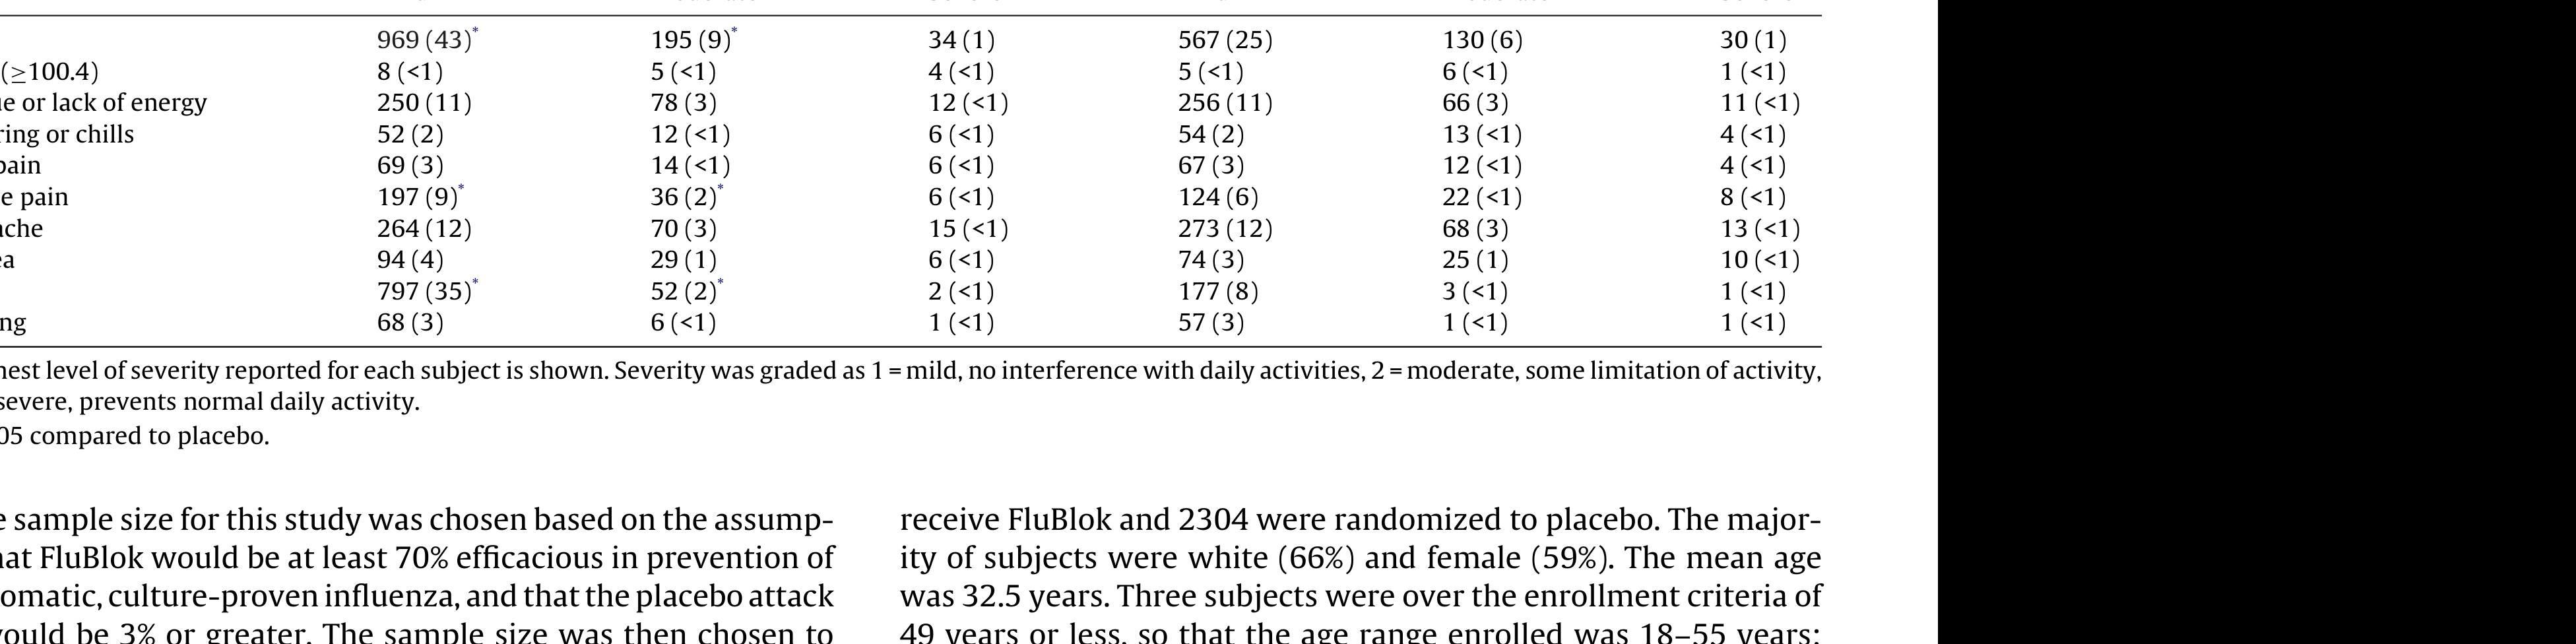 969 (43)* 195 (9)* 34 (1) 567 (25) 130 (6) 30 (1)
(≥100.4) 8 (<1) 5 (<1) 4 (<1) 5 (<1) 6 (<1) 1 (<1)
or lack of energy 250 (11) 78 (3) 12 (<1) 256 (11) 66 (3) 11 (<1)
ring or chills 52 (2) 12 (<1) 6 (<1) 54 (2) 13 (<1) 4 (<1)
pain 69 (3) 14 (<1) 6 (<1) 67 (3) 12 (<1) 4 (<1)
e pain 197 (9)* 36 (2)* 6 (<1) 124 (6) 22 (<1) 8 (<1)
ache 264 (12) 70 (3) 15 (<1) 273 (12) 68 (3) 13 (<1)
ea 94 (4) 29 (1) 6 (<1) 74 (3) 25 (1) 10 (<1)
797 (35)* 52 (2)* 2 (<1) 177 (8) 3 (<1) 1 (<1)
ng 68 (3) 6 (<1) 1 (<1) 57 (3) 1 (<1) 1 (<1)
hest level of severity reported for each subject is shown. Severity was graded as 1 = mild, no interference with daily activities, 2 = moderate, some limitation of activity,
severe, prevents normal daily activity.
05 compared to placebo.
e sample size for this study was chosen based on the assump-
hat FluBlok would be at least 70% efficacious in prevention of
omatic, culture-proven influenza, and that the placebo attack
would be 3% or greater. The sample size was then chosen to
receive FluBlok and 2304 were randomized to placebo. The major-
ity of subjects were white (66%) and female (59%). The mean age
was 32.5 years. Three subjects were over the enrollment criteria of
49 years or less, so that the age range enrolled was 18–55 years;